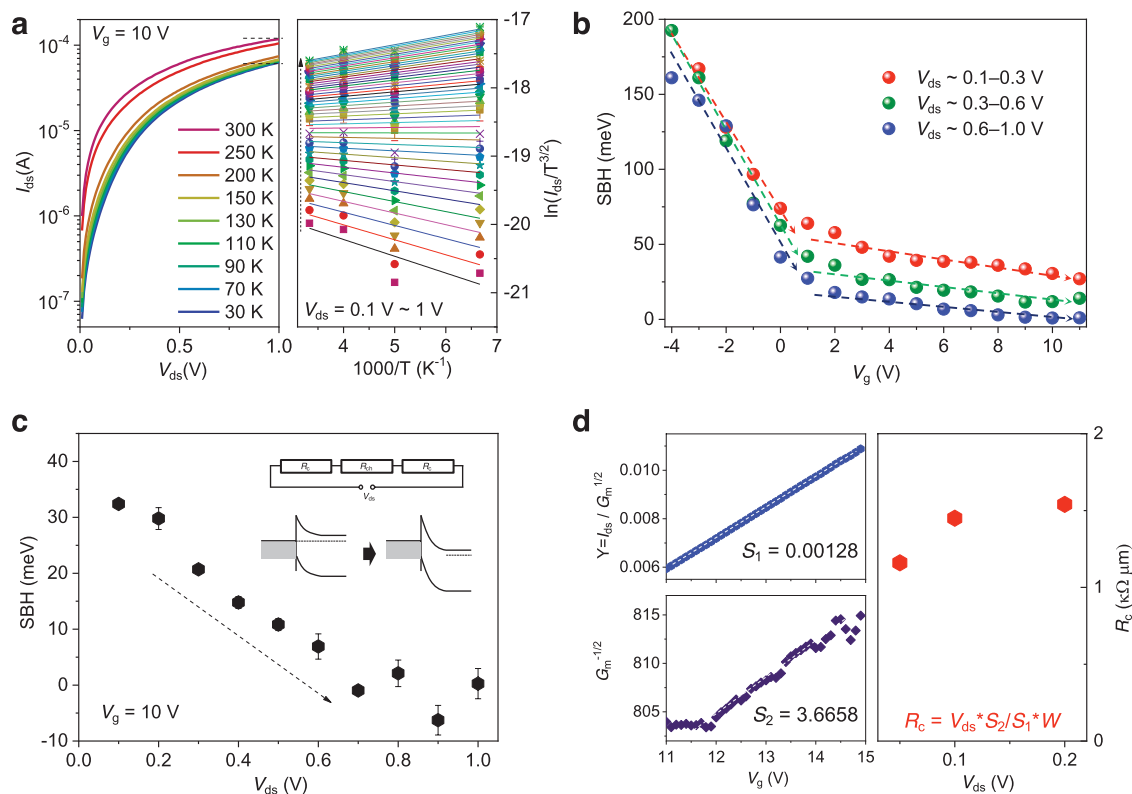 a
V_g = 10 V
10^-4
10^-5
10^-6
10^-7
I_ds(A)
300 K
250 K
200 K
150 K
130 K
110 K
90 K
70 K
30 K
0.0 0.5 1.0
V_ds(V)
-17
-18
-19
-20
-21
ln(I_ds/T^3/2)
V_ds = 0.1 V ~ 1 V
4 5 6 7
1000/T (K^-1)
b
200
150
100
50
0
SBH (meV)
V_ds ~ 0.1–0.3 V
V_ds ~ 0.3–0.6 V
V_ds ~ 0.6–1.0 V
-4 -2 0 2 4 6 8 10
V_g (V)
c
40
30
20
10
0
-10
SBH (meV)
R_c R_ch R_c
V_ds
V_g = 10 V
0.0 0.2 0.4 0.6 0.8 1.0
V_ds (V)
d
0.010
0.008
0.006
Y=I_ds / G_m^1/2
S_1 = 0.00128
815
810
805
G_m^-1/2
S_2 = 3.6658
11 12 13 14 15
V_g (V)
2
1
0
R_c (κΩ μm)
R_c = V_ds*S_2/S_1*W
0.1 0.2
V_ds (V)